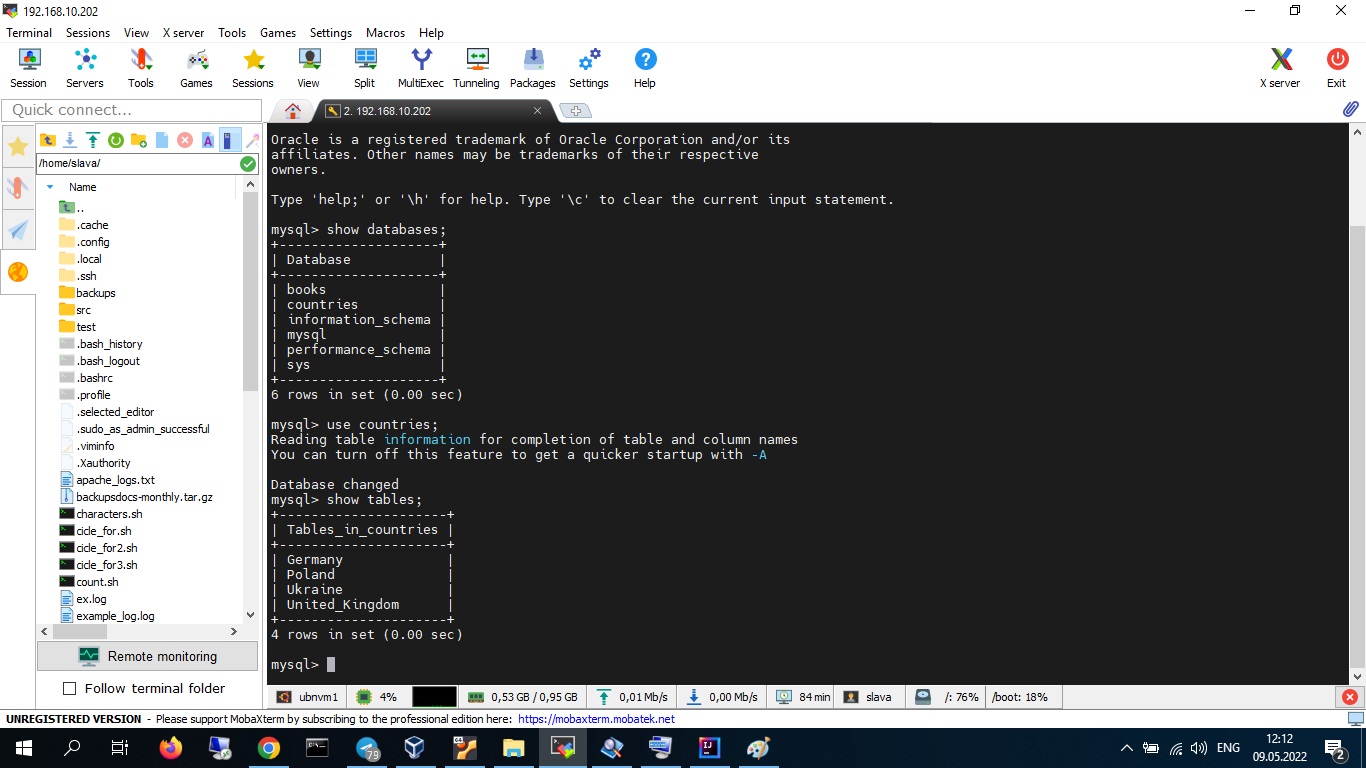 192.168.10.202
Terminal Sessions View X server Tools Games Settings Macros Help
Session Servers Tools Games Sessions View Split MultiExec Tunneling Packages Settings Help X server Exit
Quick connect...
2. 192.168.10.202
/home/slava/
Name
..
.cache
.config
.local
.ssh
backups
src
test
.bash_history
.bash_logout
.bashrc
.profile
.selected_editor
.sudo_as_admin_successful
.viminfo
.Xauthority
apache_logs.txt
backupsdocs-monthly.tar.gz
characters.sh
cicle_for.sh
cicle_for2.sh
cicle_for3.sh
count.sh
ex.log
example_log.log
Remote monitoring
Follow terminal folder
Oracle is a registered trademark of Oracle Corporation and/or its
affiliates. Other names may be trademarks of their respective
owners.
Type 'help;' or '\h' for help. Type '\c' to clear the current input statement.
mysql> show databases;
+--------------------+
| Database           |
+--------------------+
| books              |
| countries          |
| information_schema |
| mysql              |
| performance_schema |
| sys                |
+--------------------+
6 rows in set (0.00 sec)
mysql> use countries;
Reading table information for completion of table and column names
You can turn off this feature to get a quicker startup with -A
Database changed
mysql> show tables;
+---------------------+
| Tables_in_countries |
+---------------------+
| Germany             |
| Poland              |
| Ukraine             |
| United_Kingdom      |
+---------------------+
4 rows in set (0.00 sec)
mysql>
ubnvm1 4% 0,53 GB / 0,95 GB 0,01 Mb/s 0,00 Mb/s 84 min slava /: 76% /boot: 18%
UNREGISTERED VERSION - Please support MobaXterm by subscribing to the professional edition here: https://mobaxterm.mobatek.net
79
ENG
12:12
09.05.2022
2